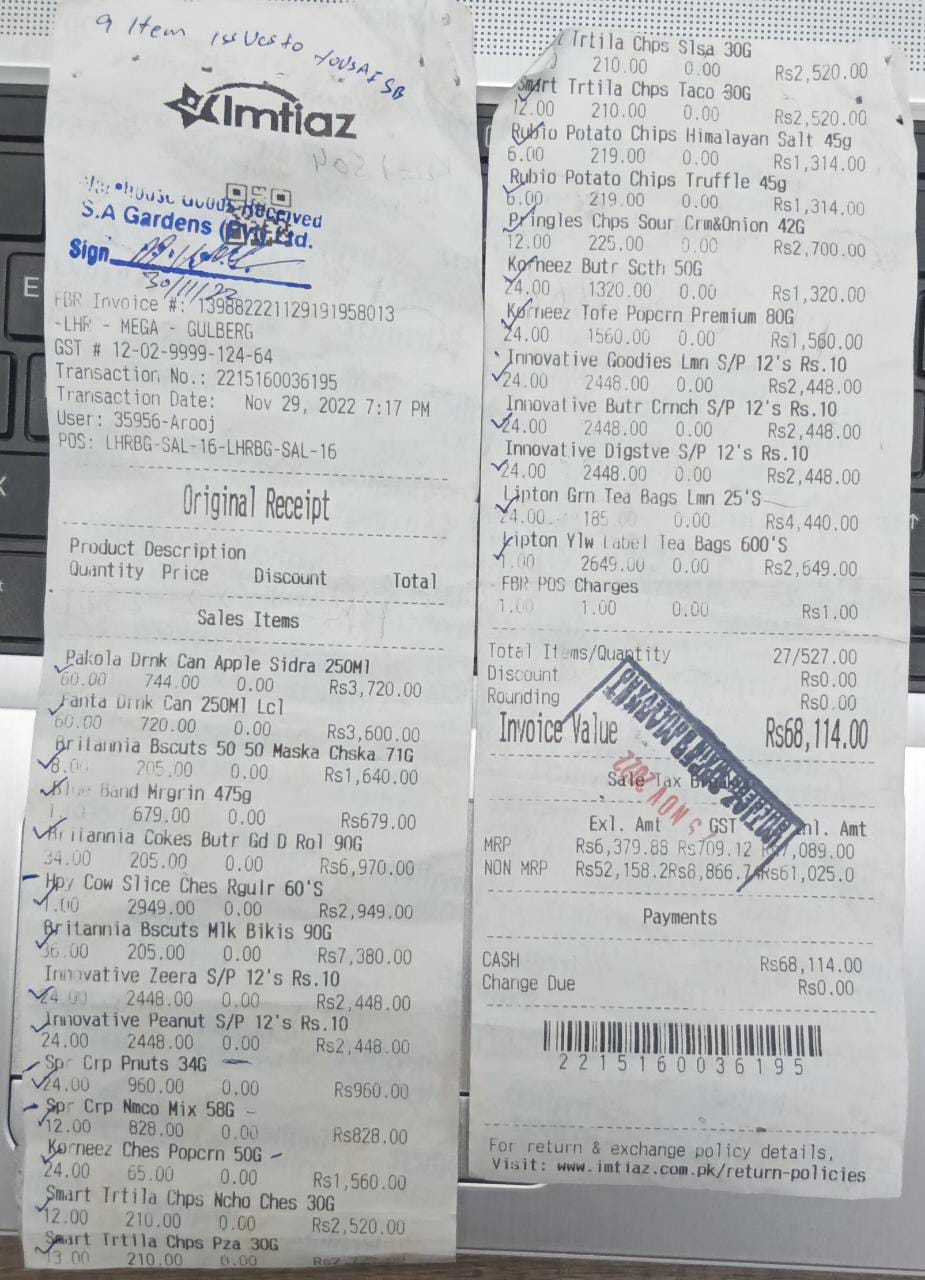 9 Item Issues to
Imtiaz
Goods Received
S.A Gardens (Pvt) Ltd.
Sign
30/11/22
FBR Invoice #: 1398822211291919 58013
-LHR - MEGA - GULBERG
GST # 12-02-9999-124-64
Transaction No.: 2215160036195
Transaction Date: Nov 29, 2022 7:17 PM
User: 35956-Arooj
POS: LHRBG-SAL-16-LHRBG-SAL-16
Original Receipt
Product Description
Quantity Price Discount Total
Sales Items
Pakola Drnk Can Apple Sidra 250Ml
60.00 744.00 0.00 Rs3,720.00
Fanta Drnk Can 250Ml Lcl
60.00 720.00 0.00 Rs3,600.00
Britannia Bscuts 50 50 Maska Chska 71G
8.00 205.00 0.00 Rs1,640.00
Blue Band Mrgrin 475g
1. 679.00 0.00 Rs679.00
Britannia Cokes Butr Gd D Rol 90G
34.00 205.00 0.00 Rs6,970.00
Hpy Cow Slice Ches Rgulr 60'S
1.00 2949.00 0.00 Rs2,949.00
Britannia Bscuts Mlk Bikis 90G
36.00 205.00 0.00 Rs7,380.00
Innovative Zeera S/P 12's Rs.10
24.00 2448.00 0.00 Rs2,448.00
Innovative Peanut S/P 12's Rs.10
24.00 2448.00 0.00 Rs2,448.00
Spr Crp Pnuts 34G
24.00 960.00 0.00 Rs960.00
Spr Crp Nmco Mix 58G
12.00 828.00 0.00 Rs828.00
Korneez Ches Popcrn 50G
24.00 65.00 0.00 Rs1,560.00
Smart Trtila Chps Ncho Ches 30G
12.00 210.00 0.00 Rs2,520.00
Smart Trtila Chps Pza 30G
13.00 210.00 0.00
Trtila Chps Slsa 30G
210.00 0.00 Rs2,520.00
Smart Trtila Chps Taco 30G
12.00 210.00 0.00 Rs2,520.00
Rubio Potato Chips Himalayan Salt 45g
6.00 219.00 0.00 Rs1,314.00
Rubio Potato Chips Truffle 45g
6.00 219.00 0.00 Rs1,314.00
Pringles Chps Sour Crm&Onion 42G
12.00 225.00 0.00 Rs2,700.00
Korneez Butr Scth 50G
24.00 1320.00 0.00 Rs1,320.00
Korneez Tofe Popcrn Premium 80G
24.00 1560.00 0.00 Rs1,560.00
Innovative Goodies Lmn S/P 12's Rs.10
24.00 2448.00 0.00 Rs2,448.00
Innovative Butr Crnch S/P 12's Rs.10
24.00 2448.00 0.00 Rs2,448.00
Innovative Digstve S/P 12's Rs.10
24.00 2448.00 0.00 Rs2,448.00
Lipton Grn Tea Bags Lmn 25'S
24.00 185.00 0.00 Rs4,440.00
Lipton Ylw Label Tea Bags 600'S
1.00 2649.00 0.00 Rs2,649.00
FBR POS Charges
1.00 1.00 0.00 Rs1.00
Total Items/Quantity 27/527.00
Discount Rs0.00
Rounding Rs0.00
Invoice Value Rs68,114.00
IMTIAZ SUPER MARKET
NOV 2022
Sale Tax
Exl. Amt GST Inl. Amt
MRP Rs6,379.88 Rs709.12 7,089.00
NON MRP Rs52,158.2Rs8,866.74Rs61,025.0
Payments
CASH Rs68,114.00
Change Due Rs0.00
2215160036195
For return & exchange policy details,
Visit: www.imtiaz.com.pk/return-policies